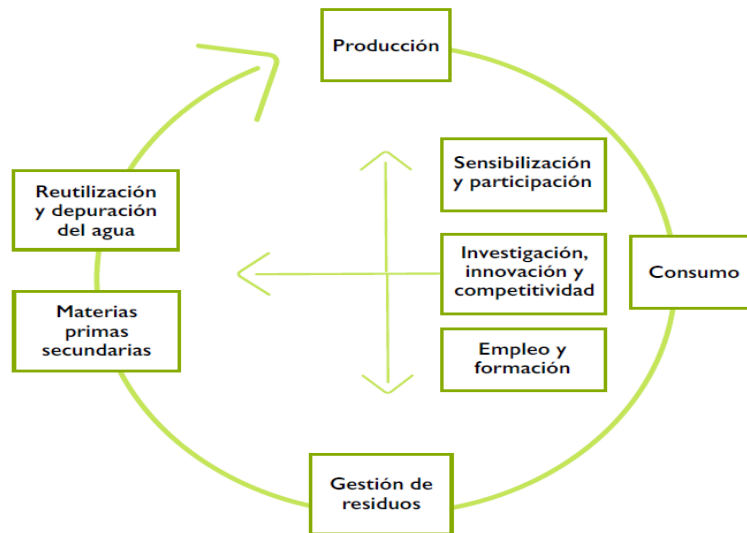 Producción
Sensibilización
y participación
Reutilización
y depuración
del agua
Investigación,
innovación y
competitividad
Consumo
Materias
primas
secundarias
Empleo y
formación
Gestión de
residuos